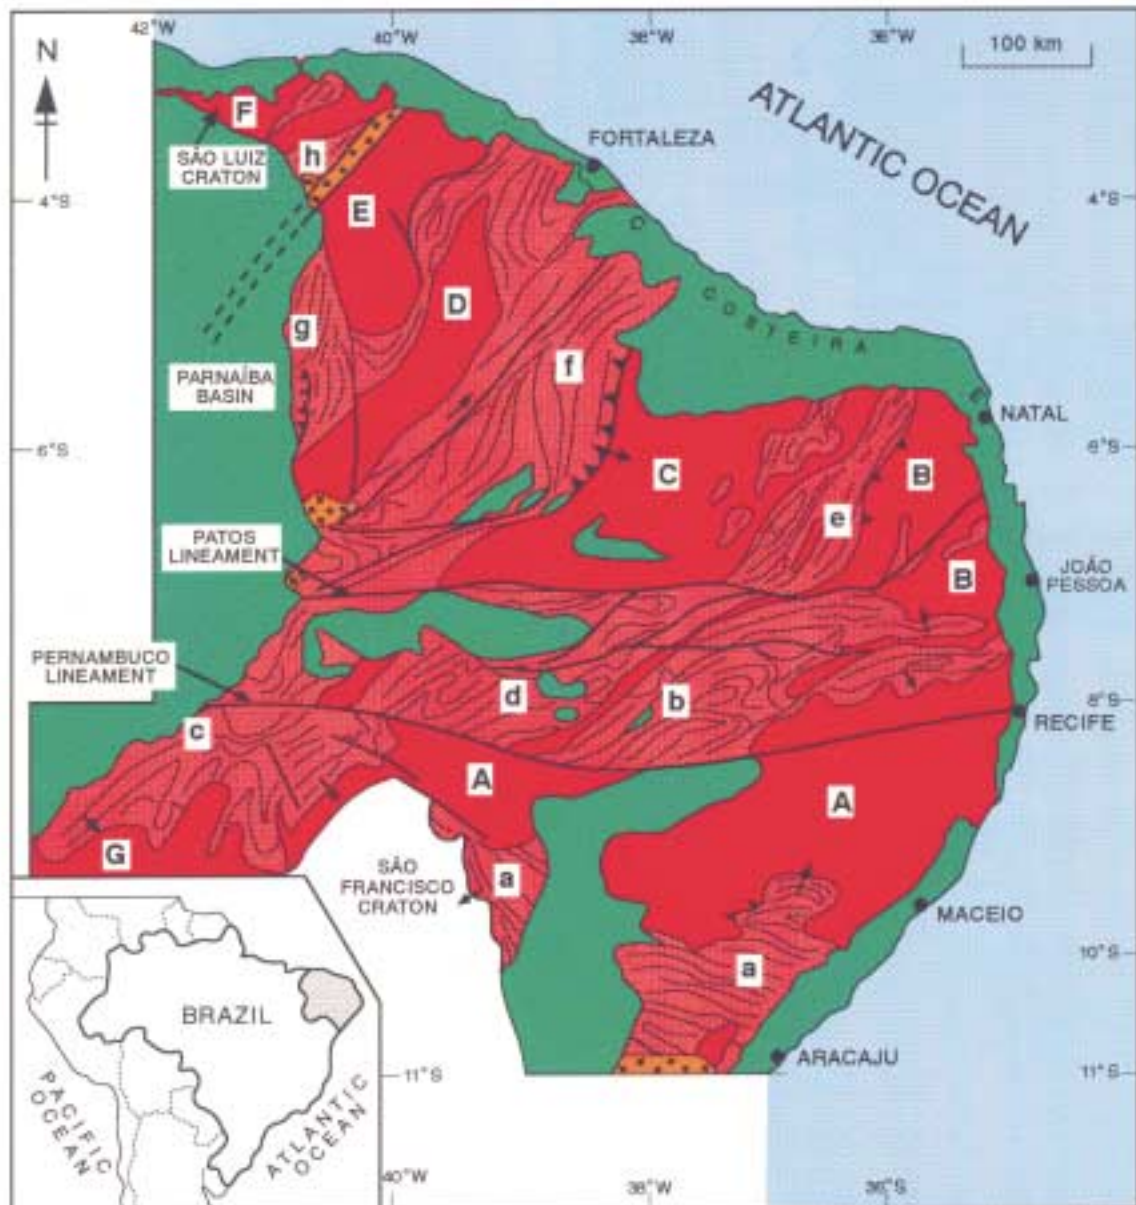 42°W
40°W
38°W
36°W
N
100 km
ATLANTIC OCEAN
F
FORTALEZA
SÃO LUIZ
CRATON
h
4°S
4°S
E
D
g
COSTEIRA
PARNAÍBA
BASIN
f
NATAL
6°S
6°S
C
B
e
PATOS
LINEAMENT
B
JOÃO
PESSOA
PERNAMBUCO
LINEAMENT
d
b
8°S
c
RECIFE
A
A
G
SÃO
FRANCISCO
CRATON
a
MACEIO
a
10°S
BRAZIL
ARACAJU
11°S
11°S
PACIFIC
OCEAN
ATLANTIC
OCEAN
40°W
38°W
36°S